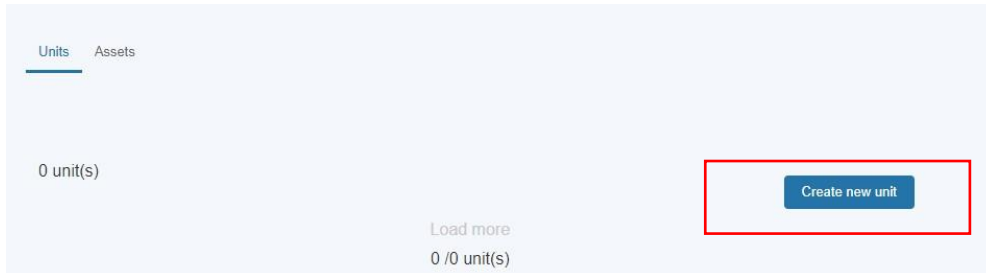 Units Assets
0 unit(s)
Create new unit
Load more
0 /0 unit(s)